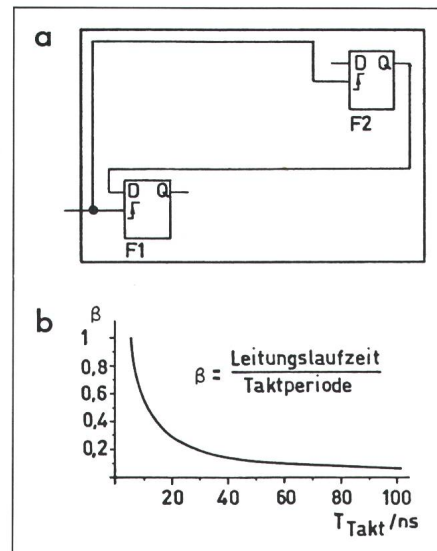 a
D Q
F2
D Q
F1
b
β
1
0,8
0,6
0,4
0,2
β = Leitungslaufzeit
Taktperiode
20 40 60 80 100
T Takt /ns